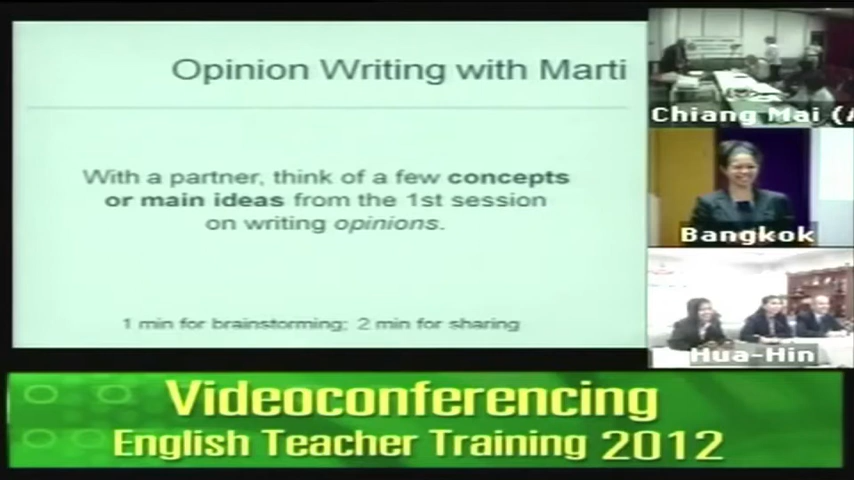 Opinion Writing with Marti
With a partner, think of a few concepts
or main ideas from the 1st session
on writing opinions.
1 min for brainstorming; 2 min for sharing
Chiang Mai (A
Bangkok
Hua-Hin
Videoconferencing
English Teacher Training 2012